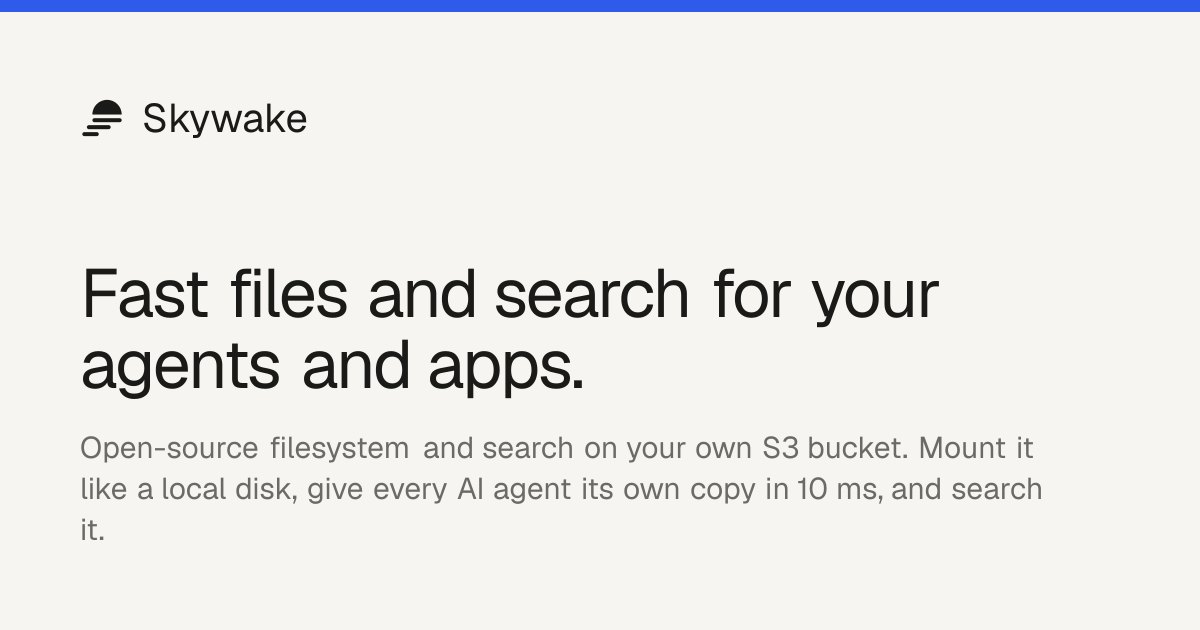 Skywake
Fast files and search for your
agents and apps.
Open-source filesystem and search on your own S3 bucket. Mount it
like a local disk, give every AI agent its own copy in 10 ms, and search
it.